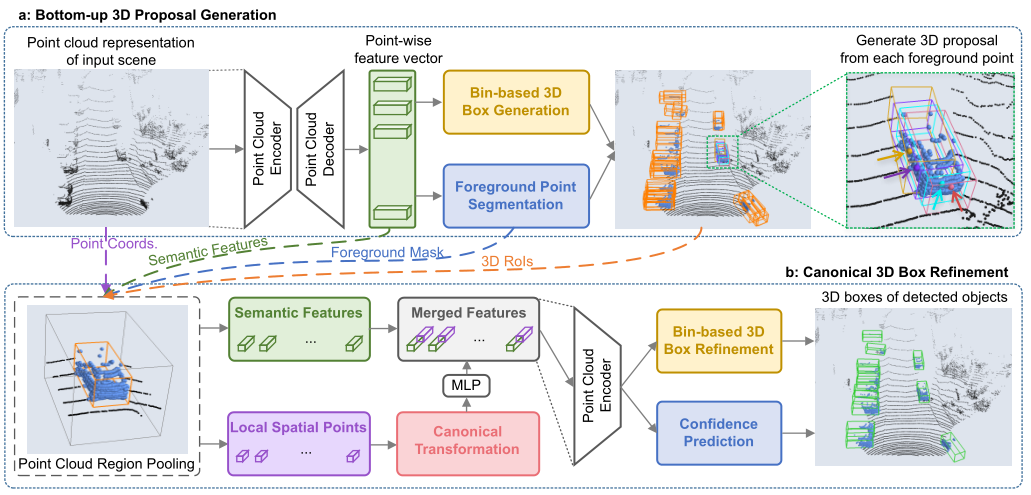 a: Bottom-up 3D Proposal Generation
Point cloud representation
of input scene
Point Cloud
Encoder
Point Cloud
Decoder
Point-wise
feature vector
Bin-based 3D
Box Generation
Foreground Point
Segmentation
Generate 3D proposal
from each foreground point
Point Coords.
Semantic Features
Foreground Mask
3D RoIs
b: Canonical 3D Box Refinement
Point Cloud Region Pooling
Semantic Features
...
Local Spatial Points
...
Merged Features
...
MLP
Canonical
Transformation
Point Cloud
Encoder
Bin-based 3D
Box Refinement
Confidence
Prediction
3D boxes of detected objects